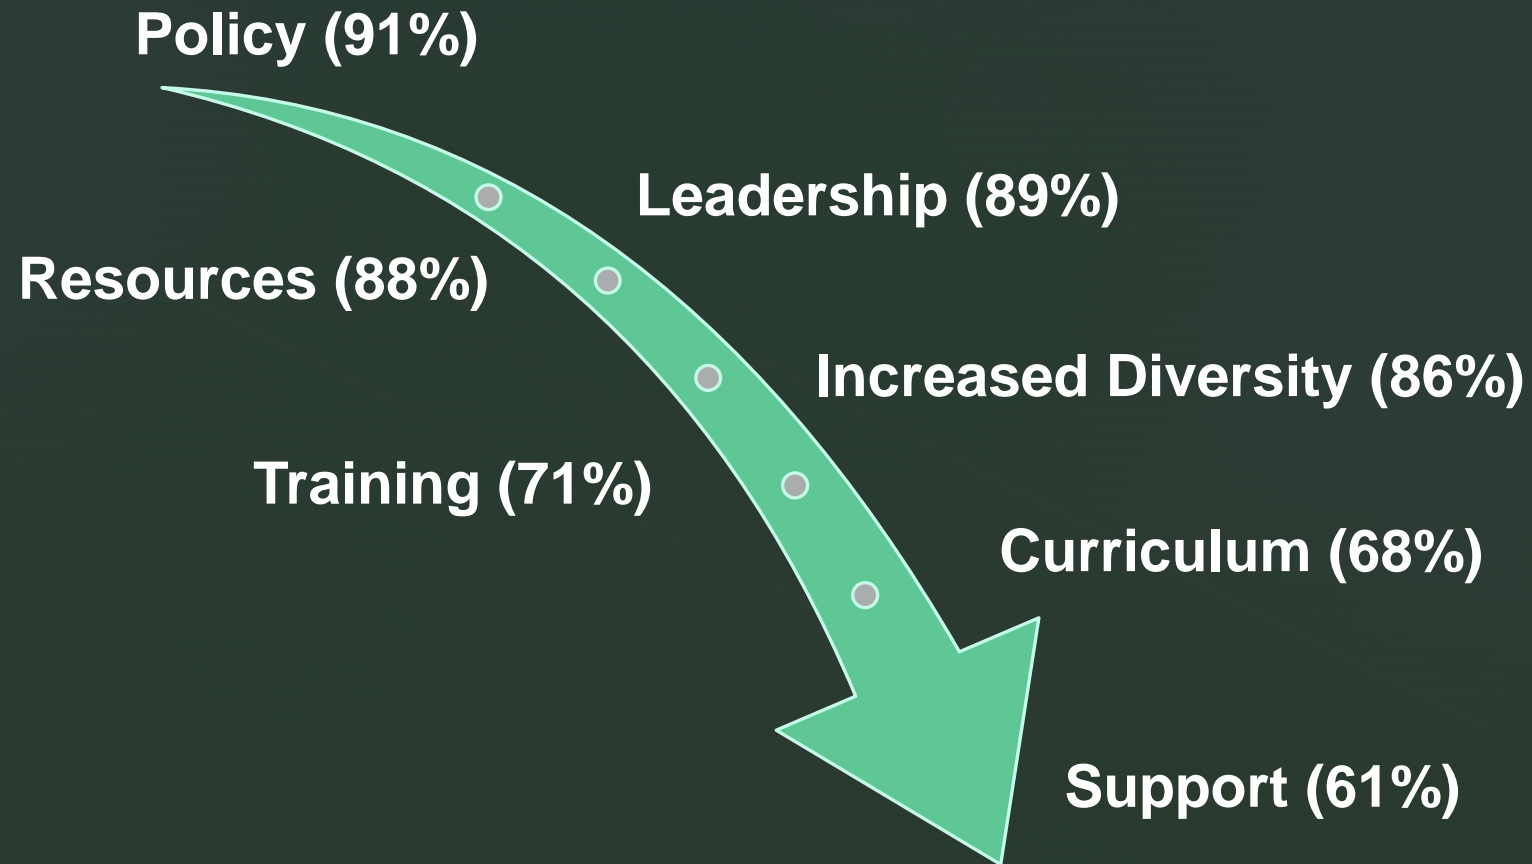 Policy (91%)
Leadership (89%)
Resources (88%)
Increased Diversity (86%)
Training (71%)
Curriculum (68%)
Support (61%)